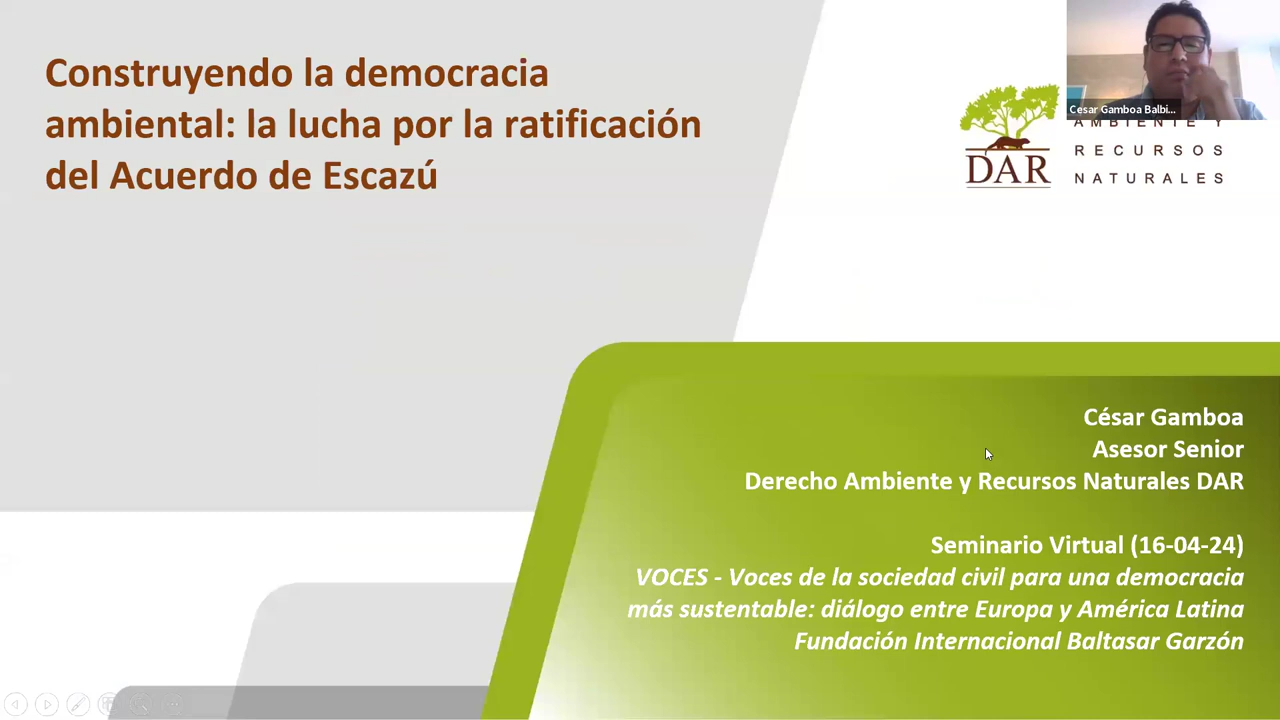 Construyendo la democracia
ambiental: la lucha por la ratificación
del Acuerdo de Escazú
Cesar Gamboa Balbi...
DAR
AMBIENTE Y
RECURSOS
NATURALES
César Gamboa
Asesor Senior
Derecho Ambiente y Recursos Naturales DAR
Seminario Virtual (16-04-24)
VOCES - Voces de la sociedad civil para una democracia
más sustentable: diálogo entre Europa y América Latina
Fundación Internacional Baltasar Garzón